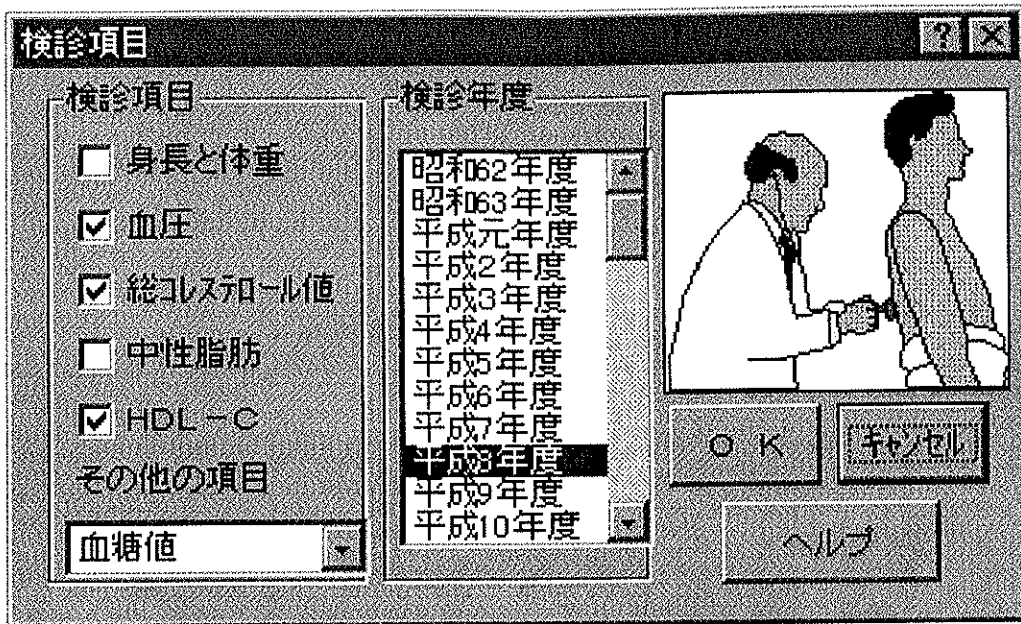 検診項目
? ×
検診項目
身長と体重
血圧
総コレステロール値
中性脂肪
HDL-C
その他の項目
血糖値
検診年度
昭和62年度
昭和63年度
平成元年度
平成2年度
平成3年度
平成4年度
平成5年度
平成6年度
平成7年度
平成8年度
平成9年度
平成10年度
OK
キャンセル
ヘルプ